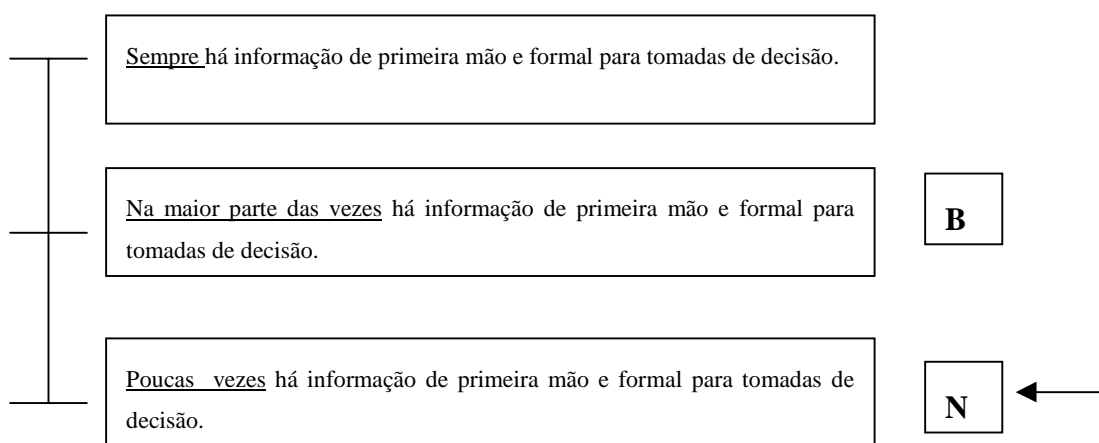 Sempre há informação de primeira mão e formal para tomadas de decisão.
Na maior parte das vezes há informação de primeira mão e formal para
tomadas de decisão.
B
Poucas vezes há informação de primeira mão e formal para tomadas de
decisão.
N